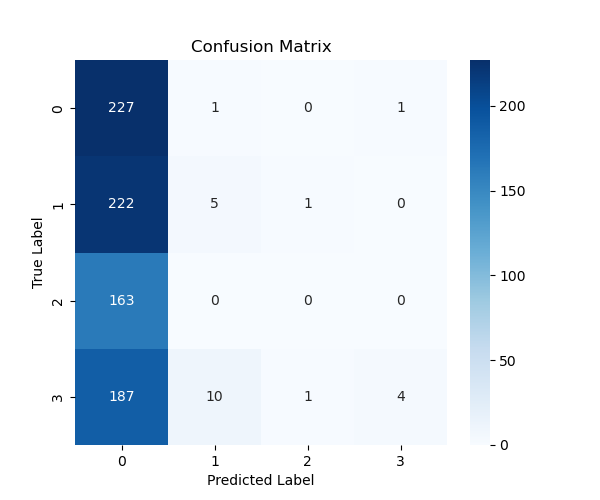 Confusion Matrix
0 227 1 0 1
1 222 5 1 0
2 163 0 0 0
3 187 10 1 4
0 1 2 3
True Label
Predicted Label
200
150
100
50
0